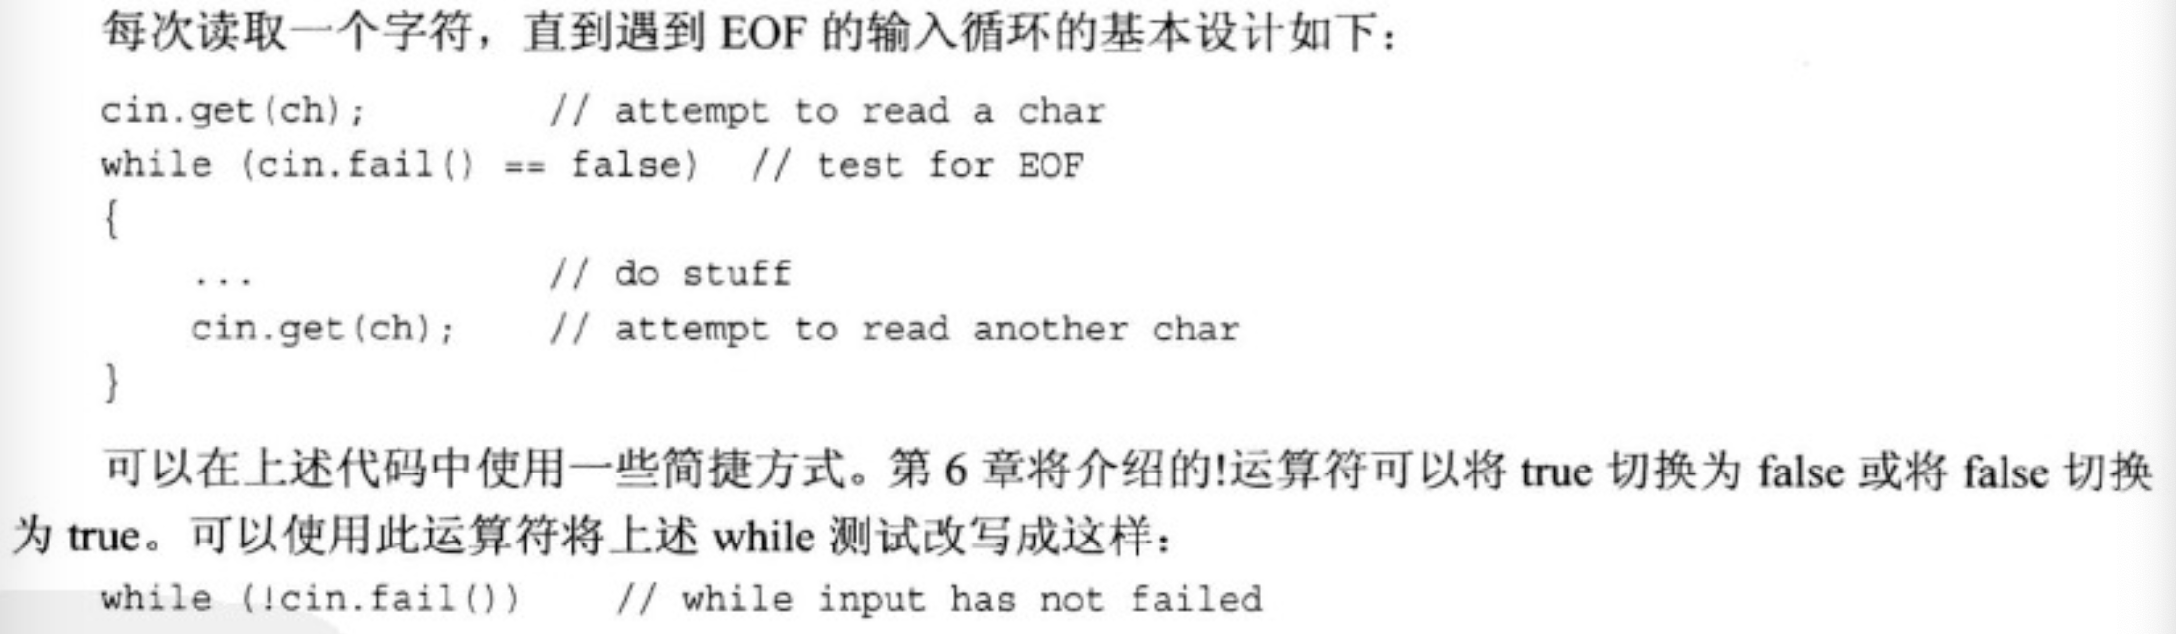 每次读取一个字符，直到遇到 EOF 的输入循环的基本设计如下：
cin.get(ch);          // attempt to read a char
while (cin.fail() == false)  // test for EOF
{
    ...               // do stuff
    cin.get(ch);      // attempt to read another char
}
可以在上述代码中使用一些简捷方式。第 6 章将介绍的!运算符可以将 true 切换为 false 或将 false 切换
为 true。可以使用此运算符将上述 while 测试改写成这样：
while (!cin.fail())    // while input has not failed